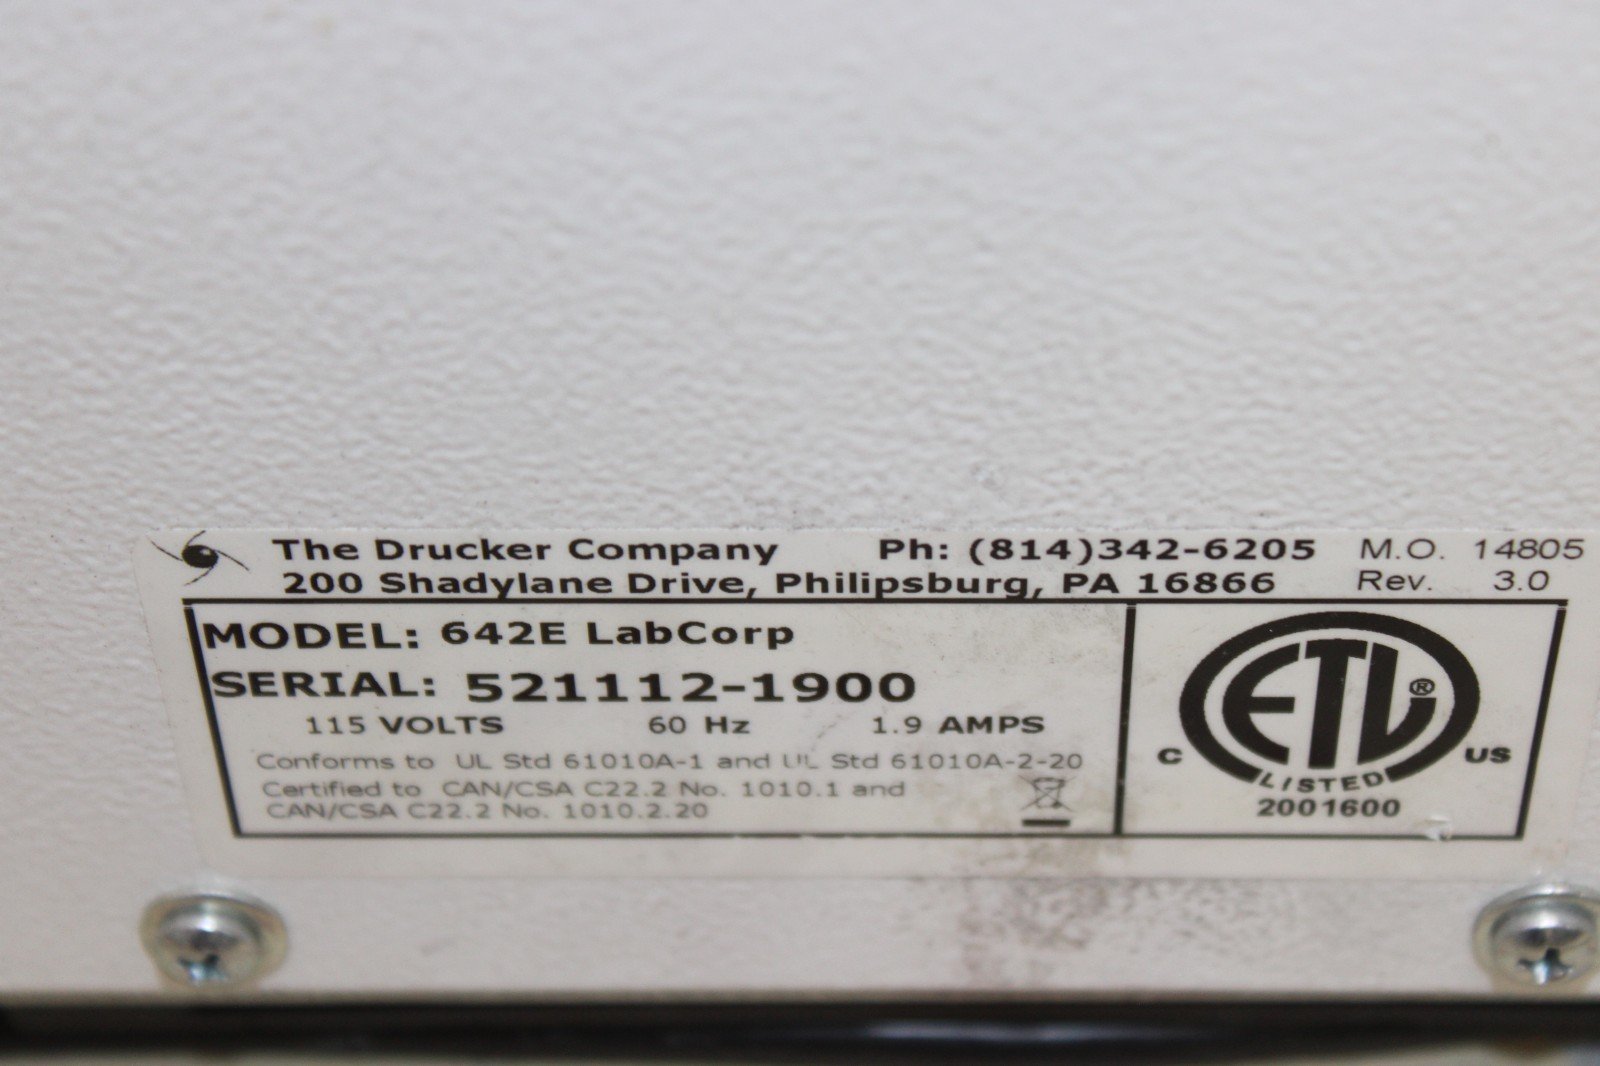 The Drucker Company Ph: (814)342-6205 M.O. 14805
200 Shadylane Drive, Philipsburg, PA 16866 Rev. 3.0
MODEL: 642E LabCorp
SERIAL: 521112-1900
115 VOLTS 60 Hz 1.9 AMPS
Conforms to UL Std 61010A-1 and UL Std 61010A-2-20
Certified to CAN/CSA C22.2 No. 1010.1 and
CAN/CSA C22.2 No. 1010.2.20
ETL ®
C US
LISTED
2001600